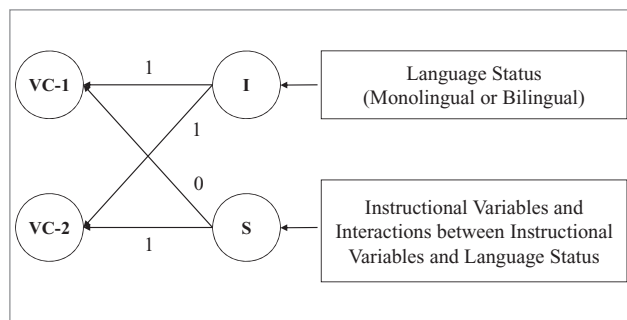 VC-1
1
I
Language Status
(Monolingual or Bilingual)
1
0
VC-2
1
S
Instructional Variables and
Interactions between Instructional
Variables and Language Status